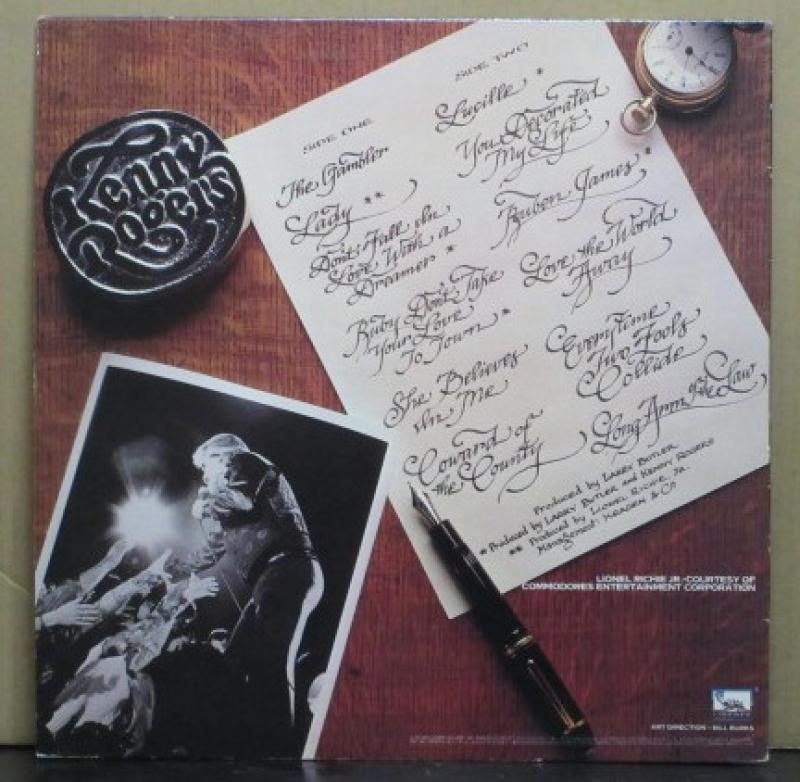 Kenny
Rogers
SIDE ONE
The Gambler
Lady **
Don't Fall In
Love With a
Dreamer *
Ruby Don't Take
Your Love
To Town *
She Believes
In Me
Coward of
the County
SIDE TWO
Lucille *
You Decorated
My Life
Ruben James *
Love the World
Away
Everytime
Two Fools
Collide
Long Arm of the Law
Produced by LARRY BUTLER
* Produced by LARRY BUTLER and KENNY ROGERS
** Produced by LIONEL RICHIE JR.
Management: KRAGEN & CO
LIONEL RICHIE JR.-COURTESY OF
COMMODORES ENTERTAINMENT CORPORATION
LIBERTY
ART DIRECTION - BILL BURKS